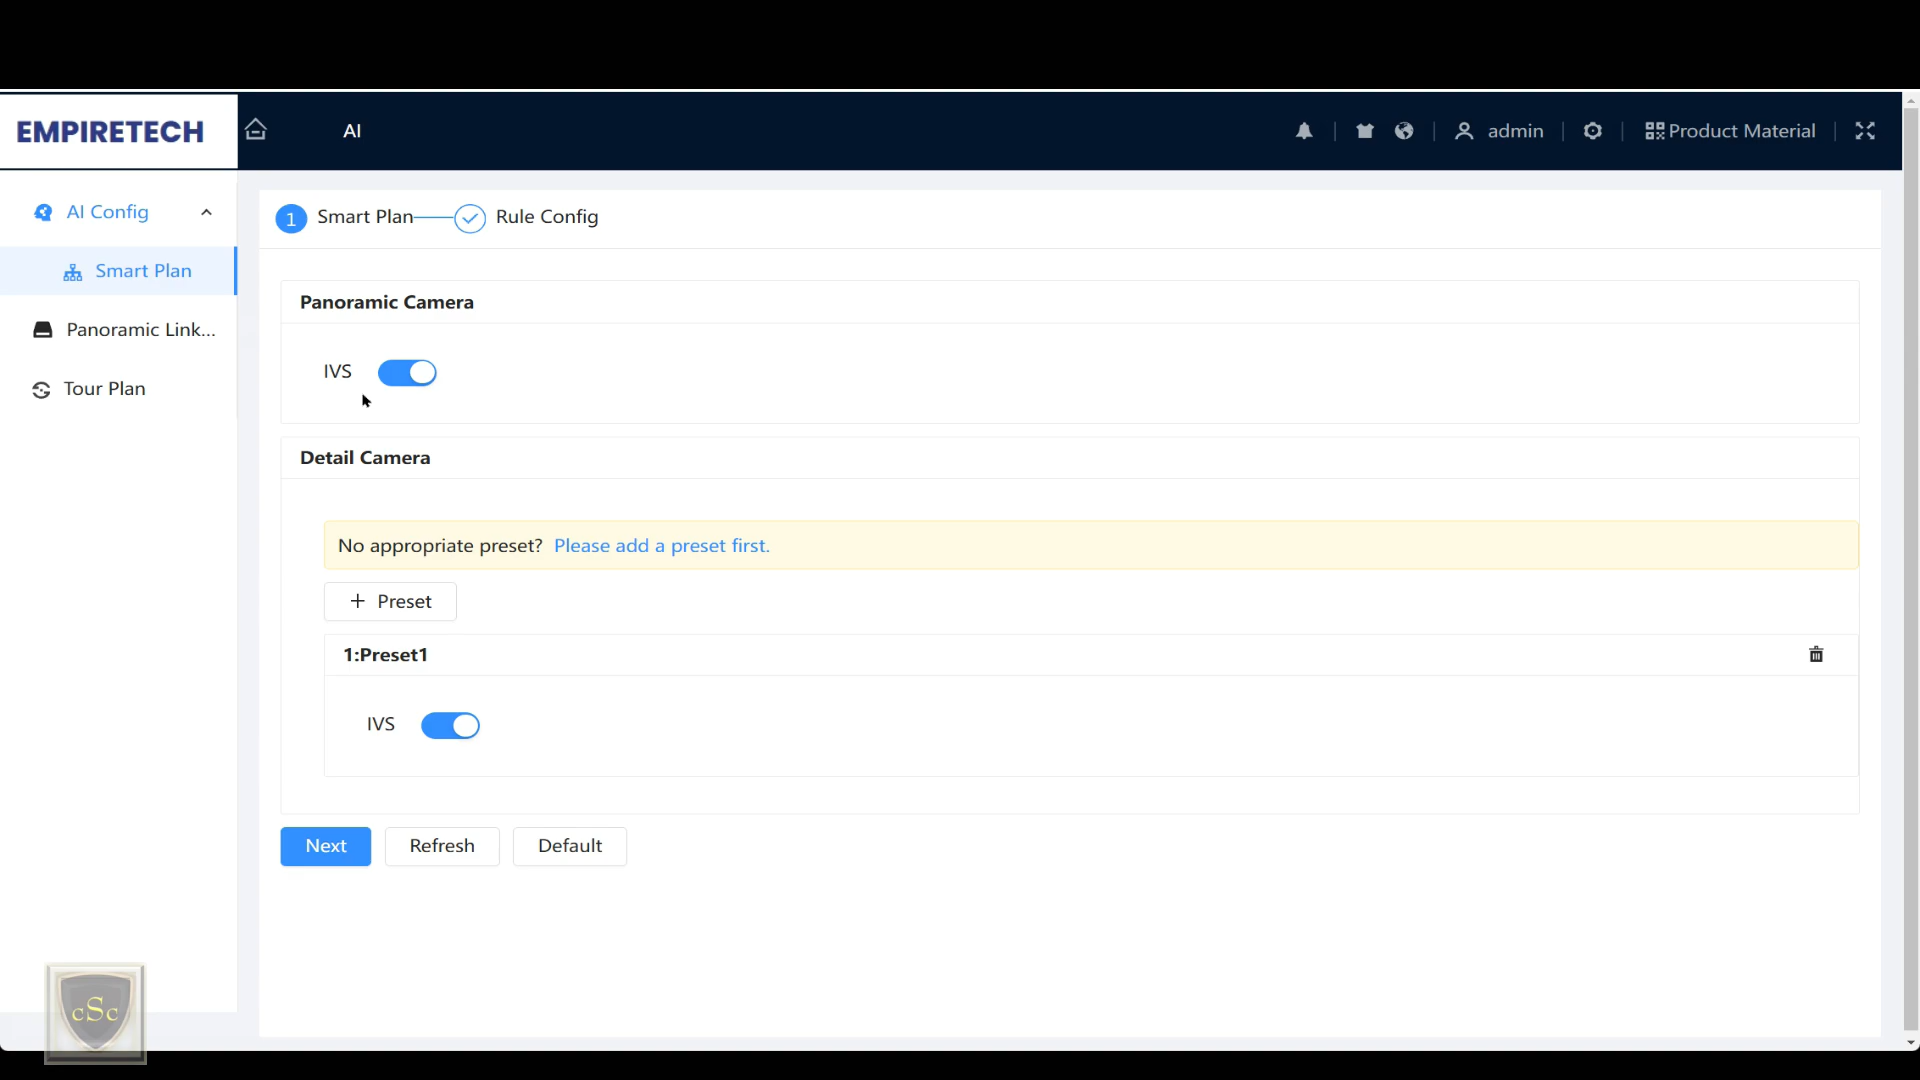 EMPIRETECH
AI
admin
Product Material
AI Config
Smart Plan
Panoramic Link...
Tour Plan
1 Smart Plan
Rule Config
Panoramic Camera
IVS
Detail Camera
No appropriate preset? Please add a preset first.
+ Preset
1:Preset1
IVS
Next
Refresh
Default
cSc